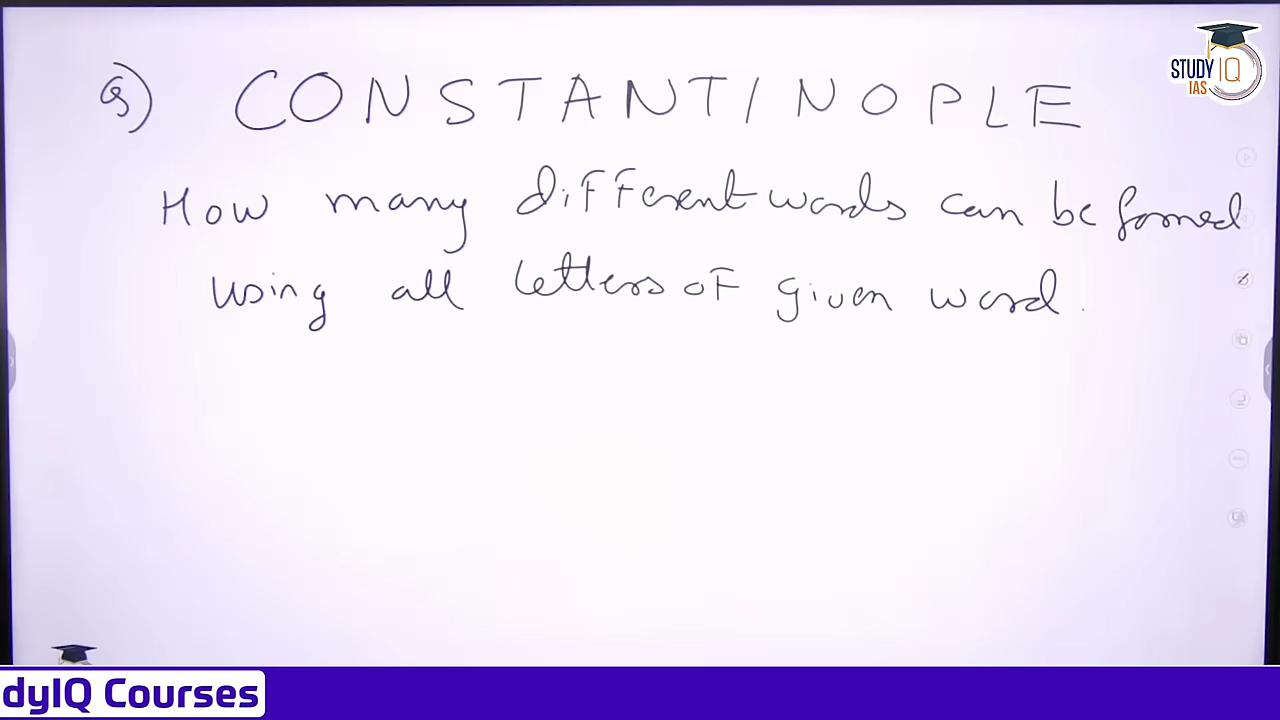 Q) CONSTANTINOPLE
How many different words can be formed
using all letters of given word.
STUDY IQ
IAS
dyIQ Courses